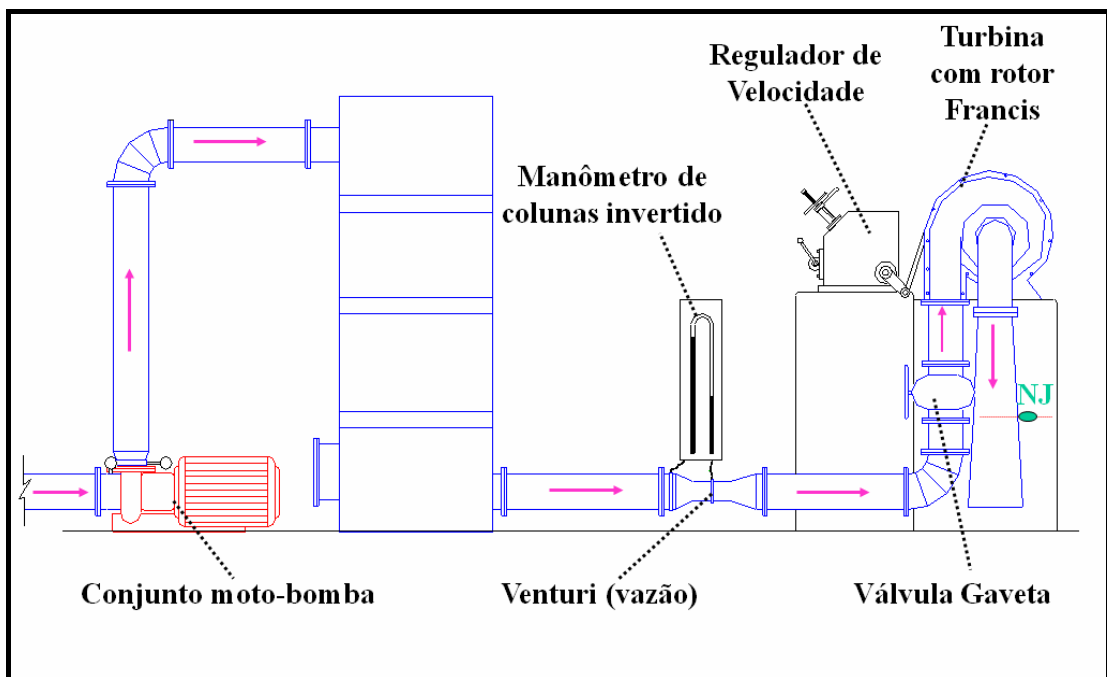 Turbina
com rotor
Francis
Regulador de
Velocidade
Manômetro de
colunas invertido
NJ
Conjunto moto-bomba
Venturi (vazão)
Válvula Gaveta